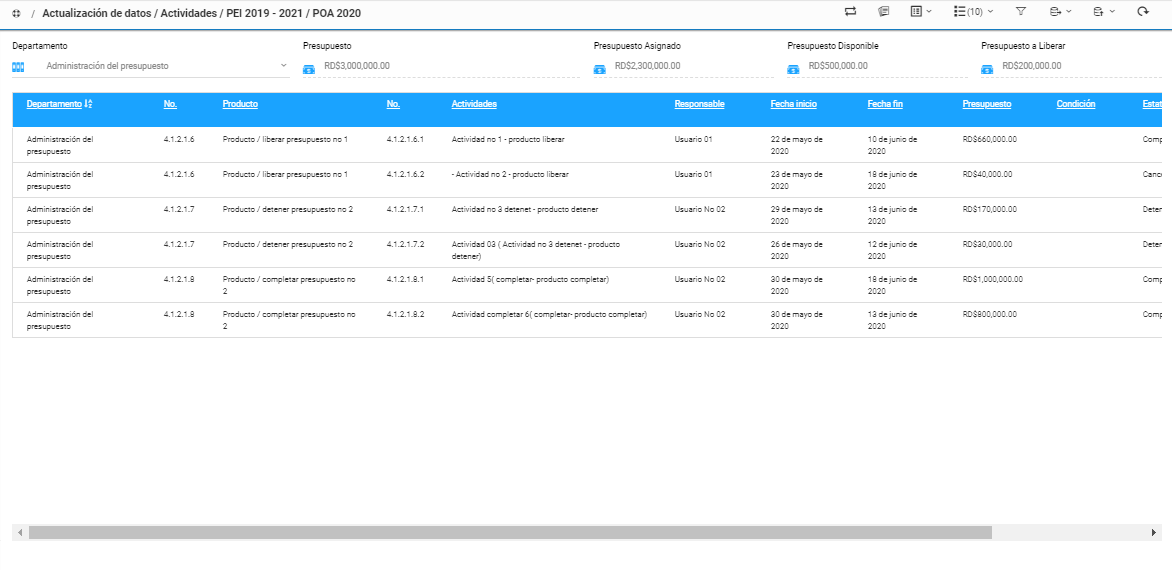 / Actualización de datos / Actividades / PEI 2019 - 2021 / POA 2020
(10)
Departamento Presupuesto Presupuesto Asignado Presupuesto Disponible Presupuesto a Liberar
Administración del presupuesto RD$3,000,000.00 RD$2,300,000.00 RD$500,000.00 RD$200,000.00
Departamento No. Producto No. Actividades Responsable Fecha inicio Fecha fin Presupuesto Condición Estat
Administración del presupuesto 4.1.2.1.6 Producto / liberar presupuesto no 1 4.1.2.1.6.1 Actividad no 1 - producto liberar Usuario 01 22 de mayo de 2020 10 de junio de 2020 RD$660,000.00 Comp
Administración del presupuesto 4.1.2.1.6 Producto / liberar presupuesto no 1 4.1.2.1.6.2 - Actividad no 2 - producto liberar Usuario 01 23 de mayo de 2020 18 de junio de 2020 RD$40,000.00 Cance
Administración del presupuesto 4.1.2.1.7 Producto / detener presupuesto no 2 4.1.2.1.7.1 Actividad no 3 detenet - producto detener Usuario No 02 29 de mayo de 2020 13 de junio de 2020 RD$170,000.00 Deter
Administración del presupuesto 4.1.2.1.7 Producto / detener presupuesto no 2 4.1.2.1.7.2 Actividad 03 ( Actividad no 3 detenet - producto detener) Usuario No 02 26 de mayo de 2020 12 de junio de 2020 RD$30,000.00 Deter
Administración del presupuesto 4.1.2.1.8 Producto / completar presupuesto no 2 4.1.2.1.8.1 Actividad 5( completar- producto completar) Usuario No 02 30 de mayo de 2020 18 de junio de 2020 RD$1,000,000.00 Comp
Administración del presupuesto 4.1.2.1.8 Producto / completar presupuesto no 2 4.1.2.1.8.2 Actividad completar 6( completar- producto completar) Usuario No 02 30 de mayo de 2020 13 de junio de 2020 RD$800,000.00 Comp